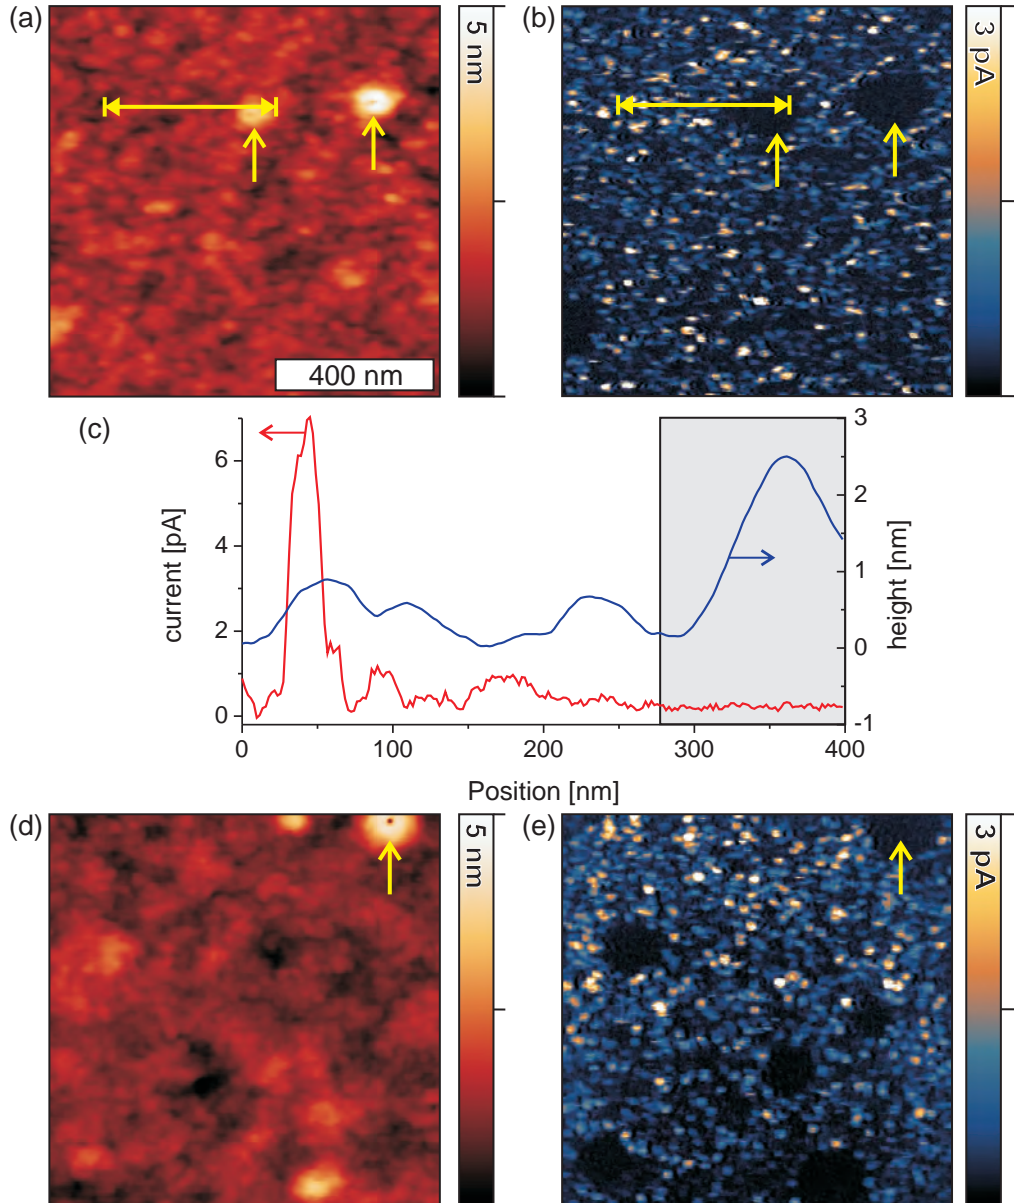 (a)
5 nm
400 nm
(b)
3 pA
(c)
current [pA]
6
4
2
0
3
2
1
0
-1
height [nm]
0
100
200
300
400
Position [nm]
(d)
5 nm
(e)
3 pA